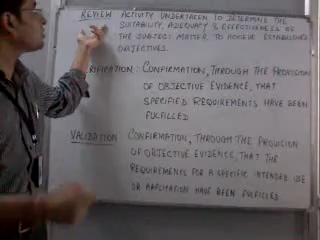 REVIEW ACTIVITY UNDERTAKEN TO DETERMINE THE
SUITABILITY, ADEQUACY & EFFECTIVENESS OF
THE SUBJECT MATTER TO ACHIEVE ESTABLISHED
OBJECTIVES.
ERIFICATION: CONFIRMATION, THROUGH THE PROVISION
OF OBJECTIVE EVIDENCE, THAT
SPECIFIED REQUIREMENTS HAVE BEEN
FULFILLED
VALIDATION CONFIRMATION, THROUGH THE PROVISION
OF OBJECTIVE EVIDENCE, THAT THE
REQUIREMENTS FOR A SPECIFIC INTENDED USE
OR APPLICATION HAVE BEEN FULFILLED